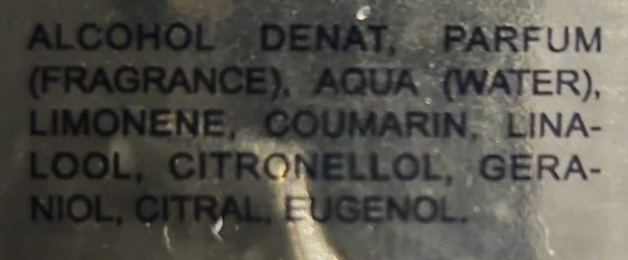 ALCOHOL DENAT, PARFUM
(FRAGRANCE), AQUA (WATER),
LIMONENE, COUMARIN, LINA-
LOOL, CITRONELLOL, GERA-
NIOL, CITRAL, EUGENOL.